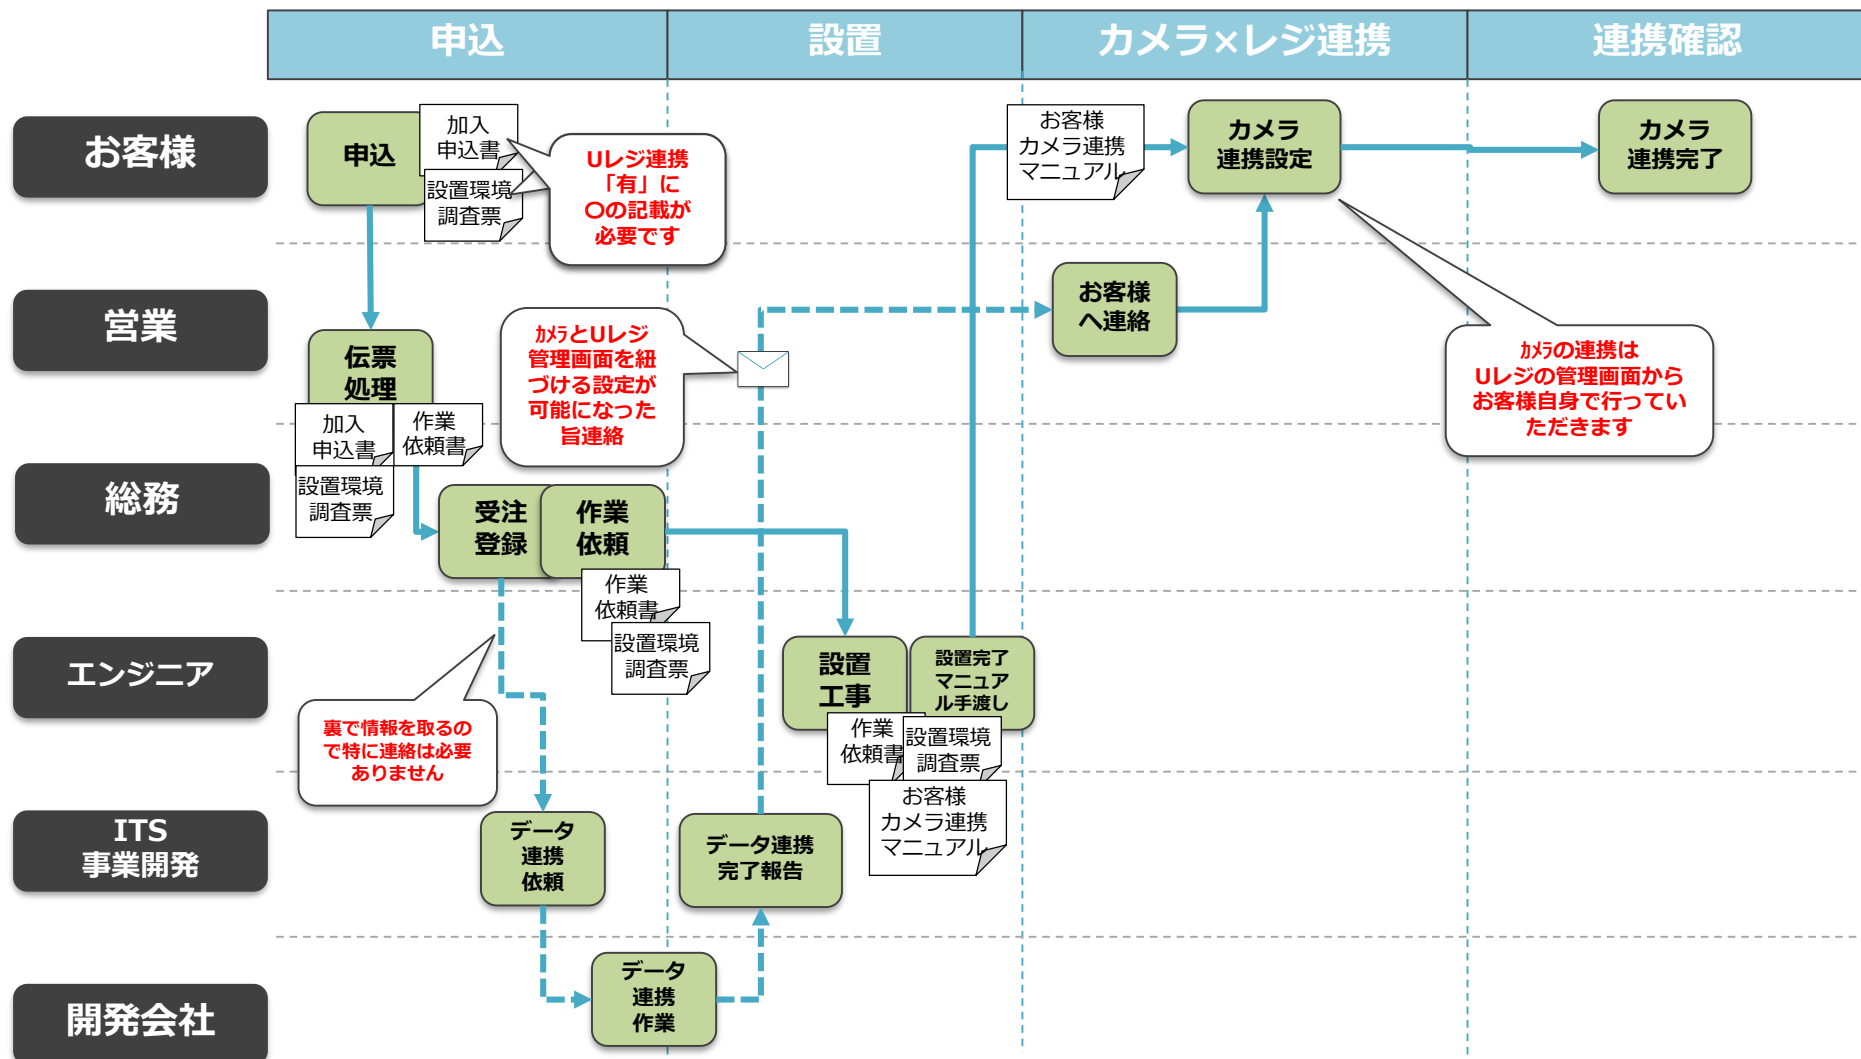 申込
設置
カメラ×レジ連携
連携確認
お客様
申込
加入
申込書
設置環境
調査票
Uレジ連携
「有」に
〇の記載が
必要です
お客様
カメラ連携
マニュアル
カメラ
連携設定
カメラ
連携完了
営業
伝票
処理
加入
申込書
作業
依頼書
設置環境
調査票
ｶﾒﾗとUレジ
管理画面を紐
づける設定が
可能になった
旨連絡
お客様
へ連絡
ｶﾒﾗの連携は
Uレジの管理画面から
お客様自身で行ってい
ただきます
総務
受注
登録
作業
依頼
作業
依頼書
設置環境
調査票
エンジニア
裏で情報を取るの
で特に連絡は必要
ありません
設置
工事
設置完了
マニュア
ル手渡し
作業
依頼書
設置環境
調査票
お客様
カメラ連携
マニュアル
ITS
事業開発
データ
連携
依頼
データ連携
完了報告
開発会社
データ
連携
作業